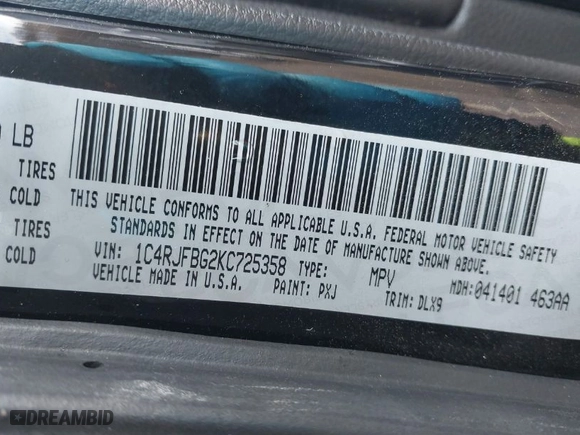 LB
TIRES
COLD
TIRES
COLD
THIS VEHICLE CONFORMS TO ALL APPLICABLE U.S.A. FEDERAL MOTOR VEHICLE SAFETY
STANDARDS IN EFFECT ON THE DATE OF MANUFACTURE SHOWN ABOVE.
VIN: 1C4RJFBG2KC725358 TYPE: MPV MDH:041401 463AA
VEHICLE MADE IN U.S.A. PAINT: PXJ TRIM: DLX9
DREAMBID